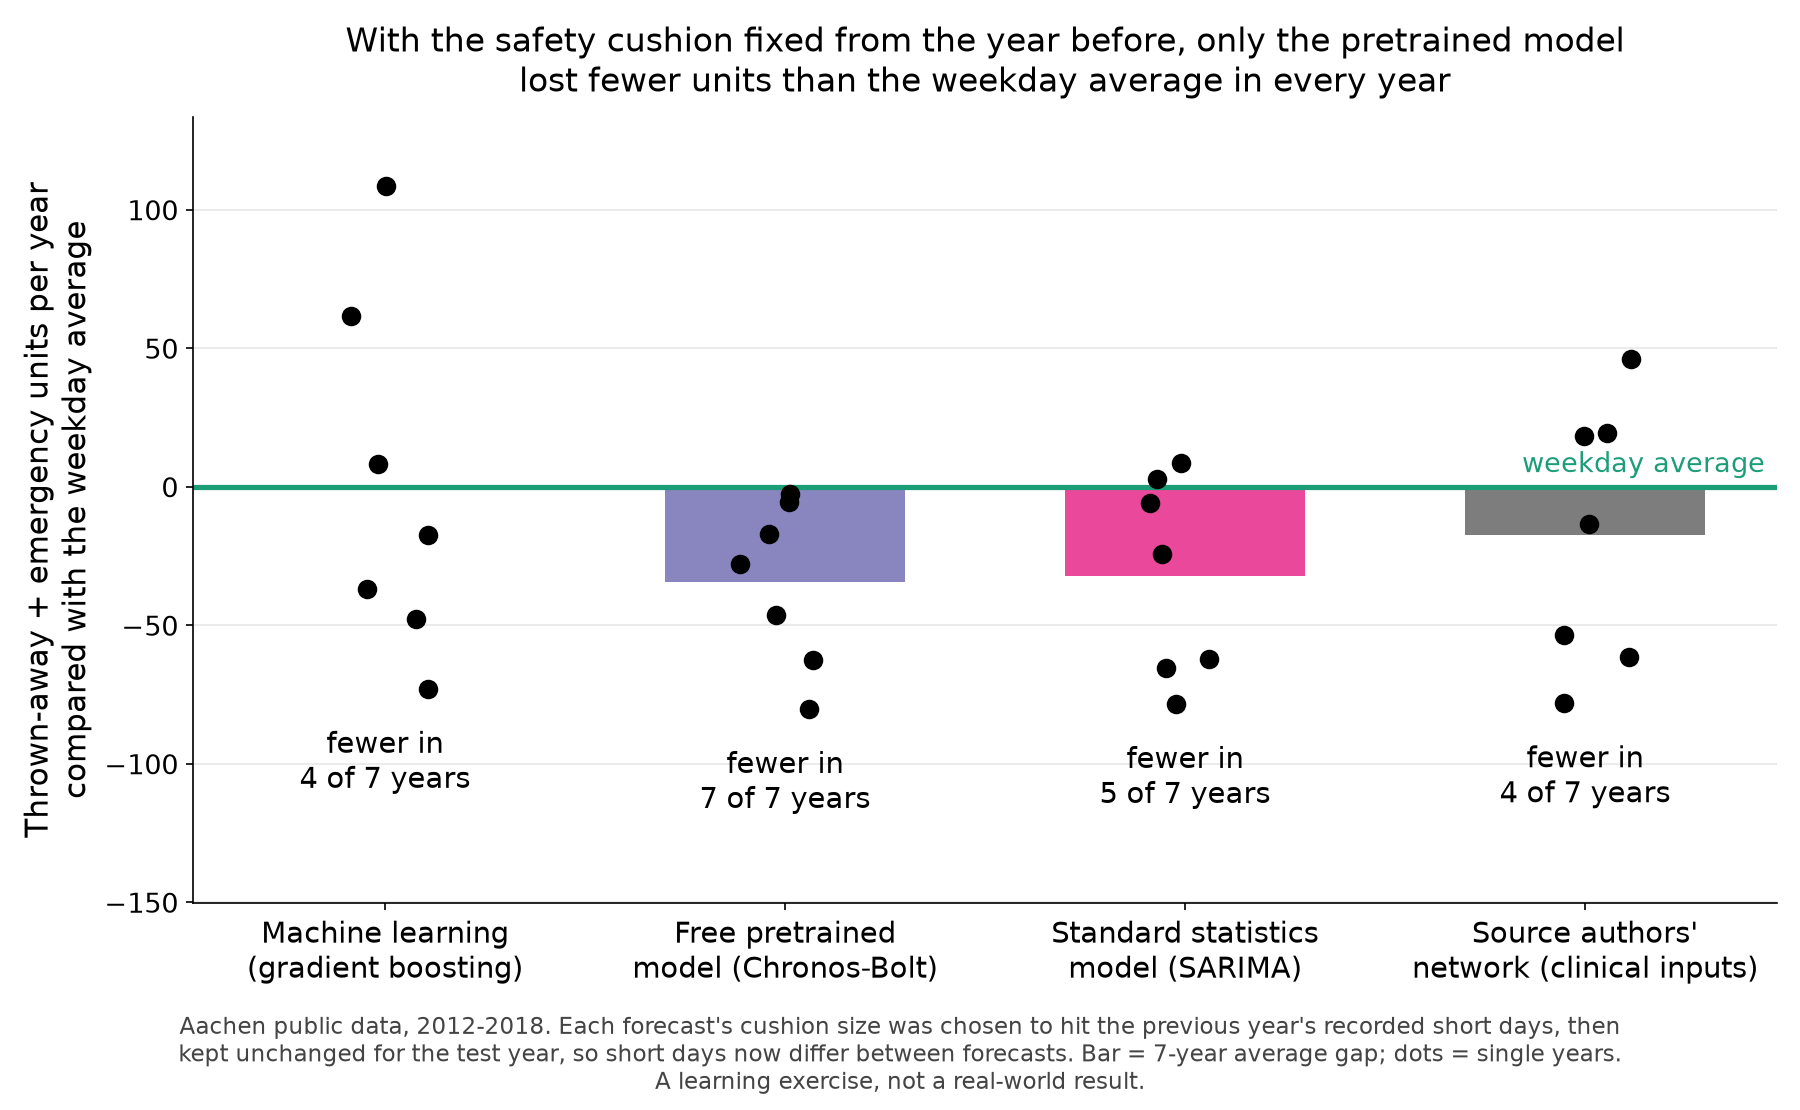 With the safety cushion fixed from the year before, only the pretrained model
lost fewer units than the weekday average in every year
Thrown-away + emergency units per year
compared with the weekday average
100
50
0
−50
−100
−150
weekday average
fewer in
4 of 7 years
fewer in
7 of 7 years
fewer in
5 of 7 years
fewer in
4 of 7 years
Machine learning
(gradient boosting)
Free pretrained
model (Chronos-Bolt)
Standard statistics
model (SARIMA)
Source authors'
network (clinical inputs)
Aachen public data, 2012-2018. Each forecast's cushion size was chosen to hit the previous year's recorded short days, then
kept unchanged for the test year, so short days now differ between forecasts. Bar = 7-year average gap; dots = single years.
A learning exercise, not a real-world result.